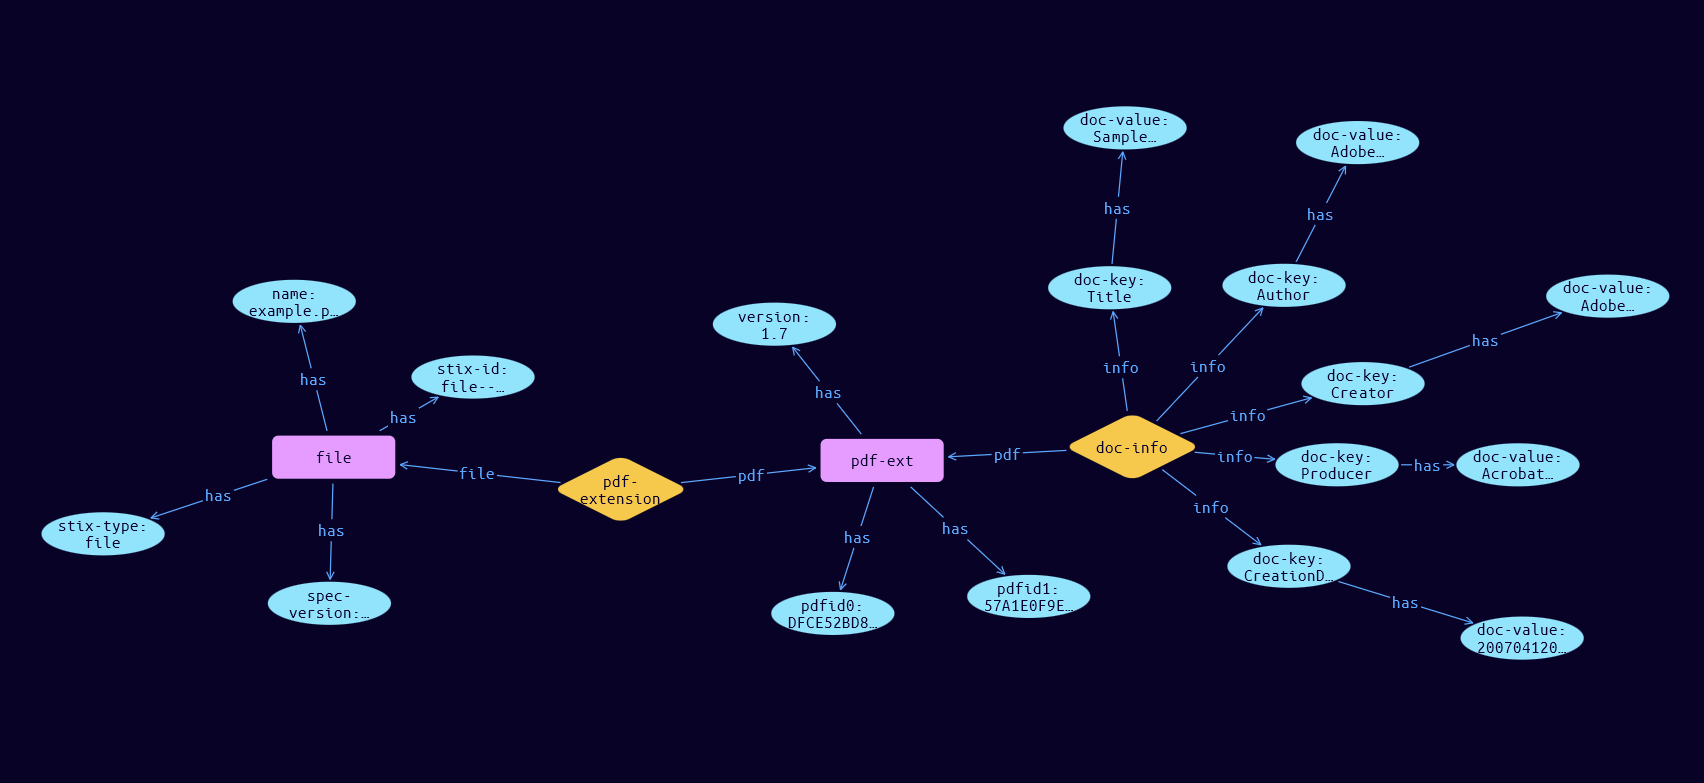 doc-value:
Sample…
doc-value:
Adobe…
has
has
doc-key:
Title
doc-key:
Author
doc-value:
Adobe…
name:
example.p…
version:
1.7
has
info
info
doc-key:
Creator
stix-id:
file--…
has
has
has
info
file
pdf-ext
pdf
doc-info
info
doc-key:
Producer
has
doc-value:
Acrobat…
file
pdf-
extension
pdf
has
info
stix-type:
file
has
has
has
doc-key:
CreationD…
spec-
version:…
pdfid0:
DFCE52BD8…
pdfid1:
57A1E0F9E…
has
doc-value:
200704120…